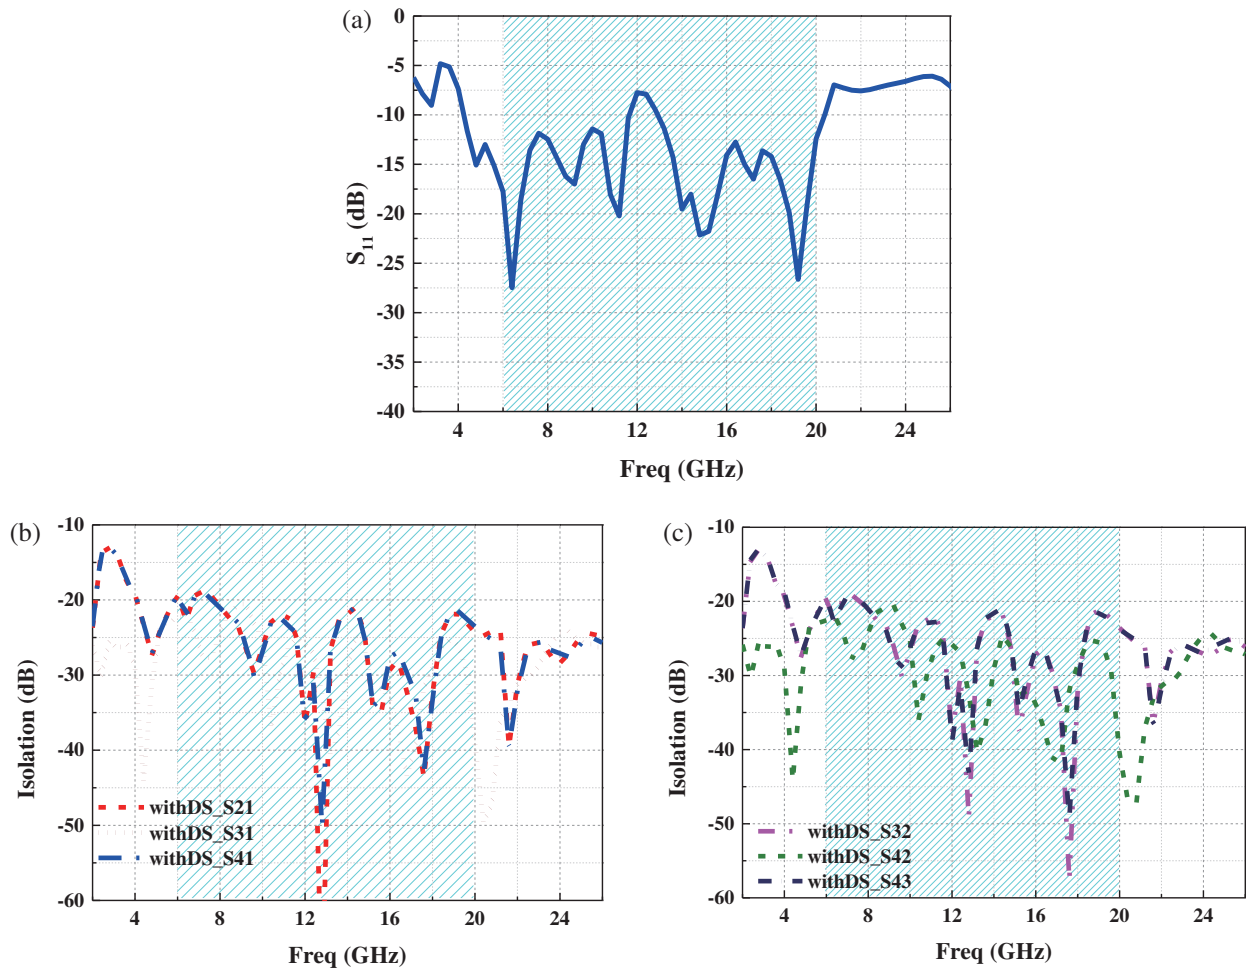 (a)
0
-5
-10
-15
-20
-25
-30
-35
-40
S11 (dB)
4 8 12 16 20 24
Freq (GHz)
(b)
-10
-20
-30
-40
-50
-60
Isolation (dB)
withDS_S21
withDS_S31
withDS_S41
4 8 12 16 20 24
Freq (GHz)
(c)
-10
-20
-30
-40
-50
-60
Isolation (dB)
withDS_S32
withDS_S42
withDS_S43
4 8 12 16 20 24
Freq (GHz)